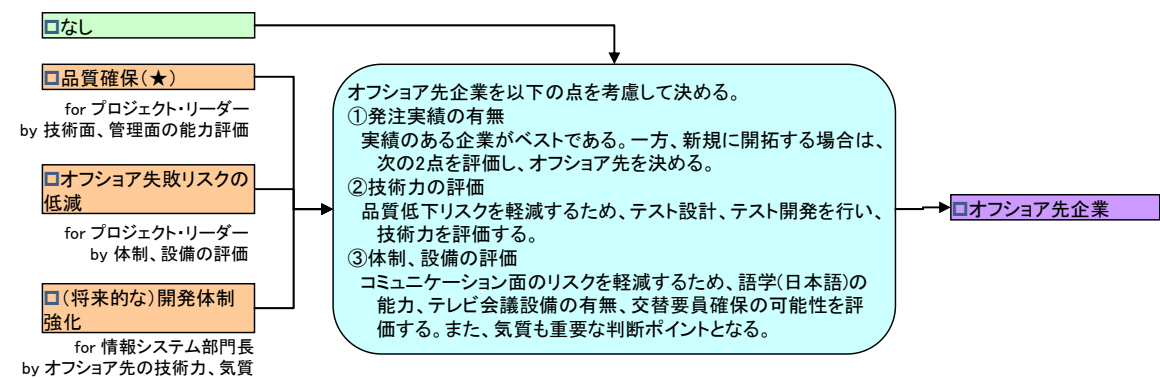 なし
品質確保(★)
for プロジェクト・リーダー
by 技術面、管理面の能力評価
オフショア失敗リスクの
低減
for プロジェクト・リーダー
by 体制、設備の評価
(将来的な)開発体制
強化
for 情報システム部門長
by オフショア先の技術力、気質
オフショア先企業を以下の点を考慮して決める。
①発注実績の有無
実績のある企業がベストである。一方、新規に開拓する場合は、
次の2点を評価し、オフショア先を決める。
②技術力の評価
品質低下リスクを軽減するため、テスト設計、テスト開発を行い、
技術力を評価する。
③体制、設備の評価
コミュニケーション面のリスクを軽減するため、語学(日本語)の
能力、テレビ会議設備の有無、交替要員確保の可能性を評
価する。また、気質も重要な判断ポイントとなる。
オフショア先企業